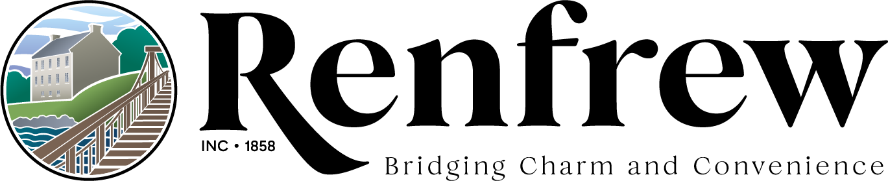 Renfrew
INC • 1858
Bridging Charm and Convenience